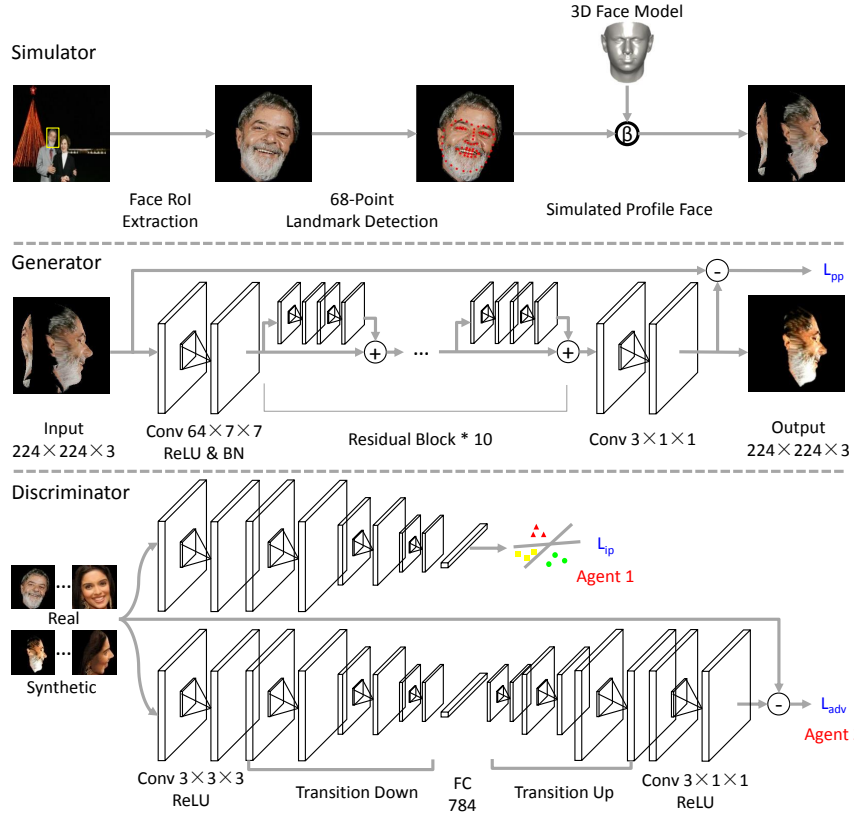 3D Face Model
Simulator
β
Face RoI
Extraction
68-Point
Landmark Detection
Simulated Profile Face
Generator
-
L_pp
+
...
+
Input
224×224×3
Conv 64×7×7
ReLU & BN
Residual Block * 10
Conv 3×1×1
Output
224×224×3
Discriminator
L_ip
Agent 1
...
Real
...
Synthetic
-
L_adv
Agent
Conv 3×3×3
ReLU
Transition Down
FC
784
Transition Up
Conv 3×1×1
ReLU